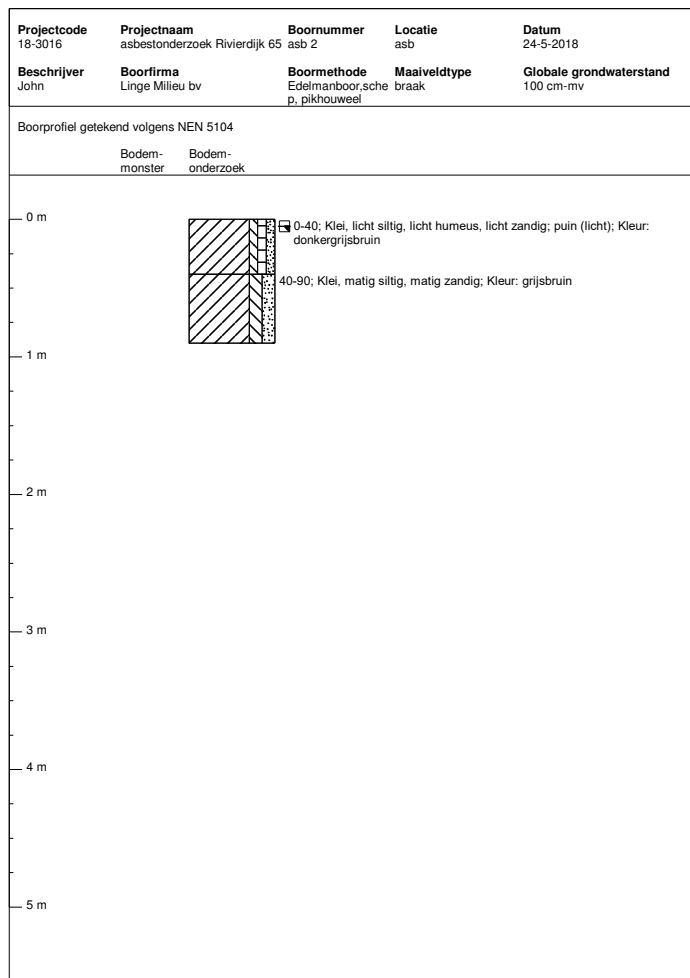 Projectcode Projectnaam Boornummer Locatie Datum
18-3016 asbestonderzoek Rivierdijk 65 asb 2 asb 24-5-2018
Beschrijver Boorfirma Boormethode Maaiveldtype Globale grondwaterstand
John Linge Milieu bv Edelmanboor,sche braak 100 cm-mv
p, pikhouweel
Boorprofiel getekend volgens NEN 5104
Bodem- Bodem-
monster onderzoek
0 m
0-40; Klei, licht siltig, licht humeus, licht zandig; puin (licht); Kleur:
donkergrijsbruin
40-90; Klei, matig siltig, matig zandig; Kleur: grijsbruin
1 m
2 m
3 m
4 m
5 m